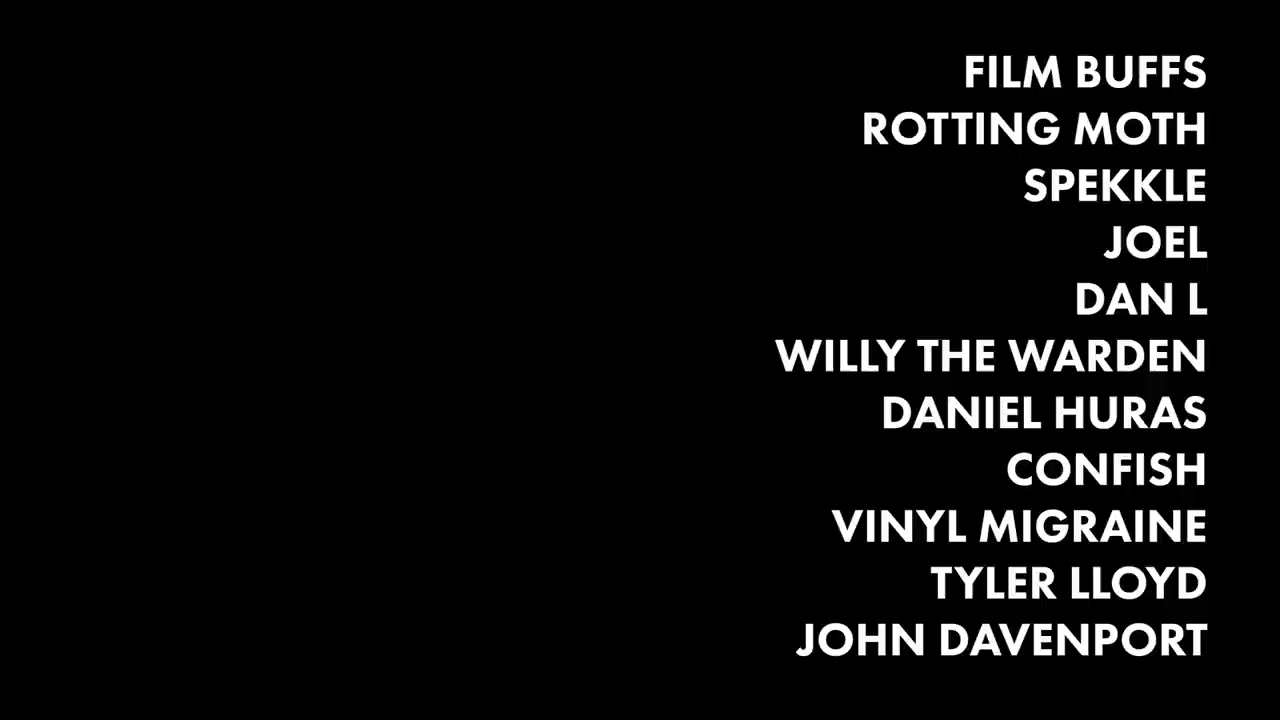 FILM BUFFS
ROTTING MOTH
SPEKKLE
JOEL
DAN L
WILLY THE WARDEN
DANIEL HURAS
CONFISH
VINYL MIGRAINE
TYLER LLOYD
JOHN DAVENPORT